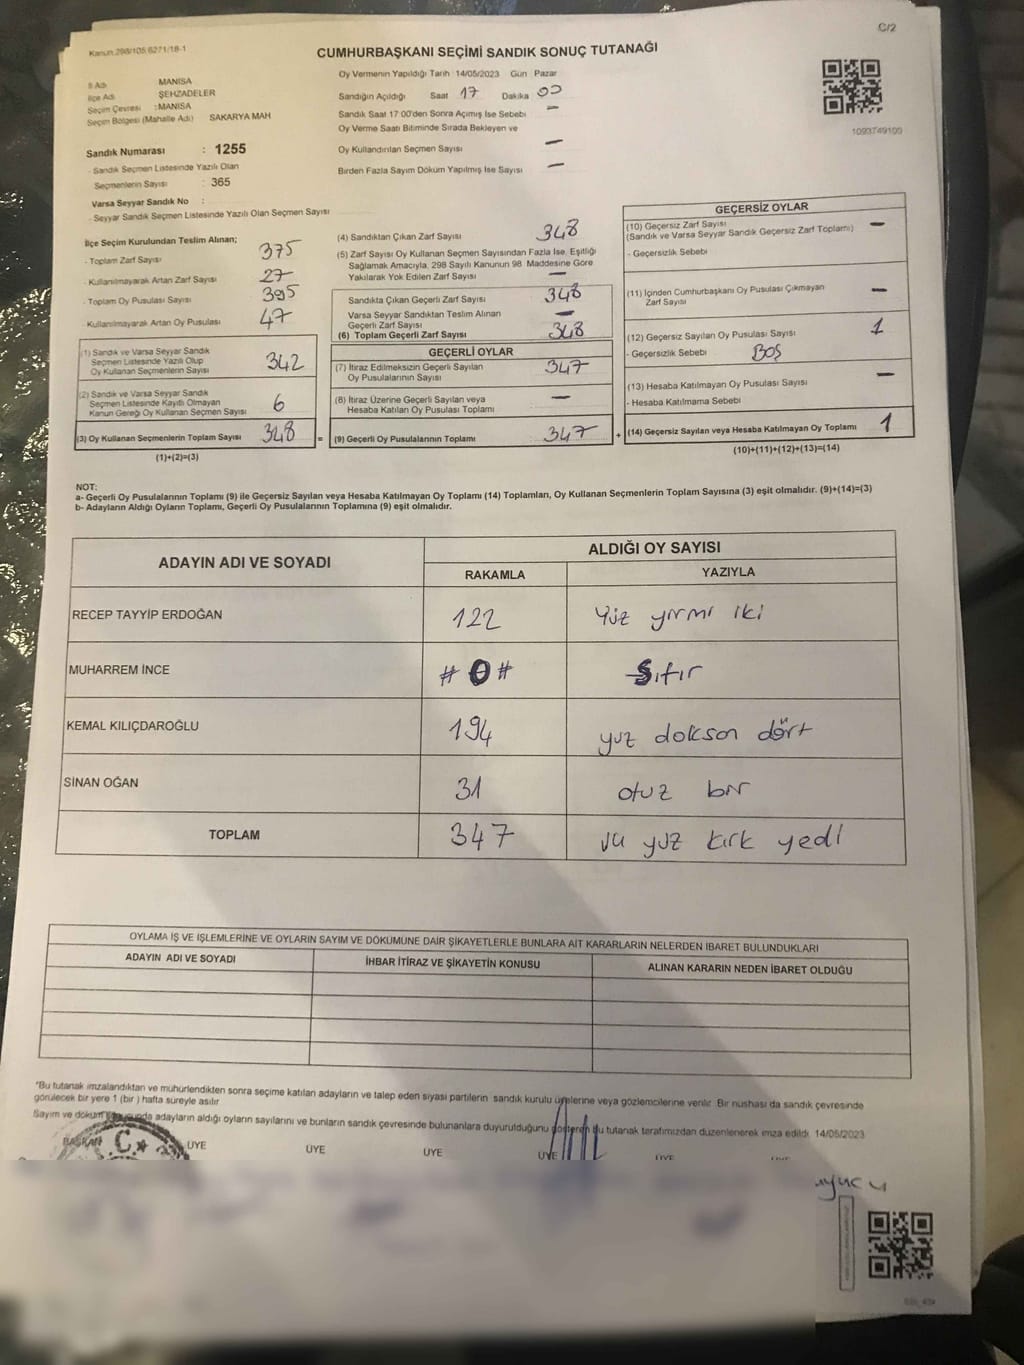 Kanun 298/105,6271/18-1
C/2
CUMHURBAŞKANI SEÇİMİ SANDIK SONUÇ TUTANAĞI
İl Adı MANİSA
İlçe Adı ŞEHZADELER
Seçim Çevresi : MANİSA
Seçim Bölgesi (Mahalle Adı) SAKARYA MAH
Sandık Numarası : 1255
- Sandık Seçmen Listesinde Yazılı Olan
Seçmenlerin Sayısı : 365
Varsa Seyyar Sandık No :
- Seyyar Sandık Seçmen Listesinde Yazılı Olan Seçmen Sayısı
Oy Vermenin Yapıldığı Tarih 14/05/2023 Gün Pazar
Sandığın Açıldığı Saat 17 Dakika 00
Sandık Saat 17:00'den Sonra Açımış İse Sebebi —
Oy Verme Saati Bitiminde Sırada Bekleyen ve
Oy Kullandırılan Seçmen Sayısı —
Birden Fazla Sayım Döküm Yapılmış İse Sayısı —
1093749100
İlçe Seçim Kurulundan Teslim Alınan;
- Toplam Zarf Sayısı 375
- Kullanılmayarak Artan Zarf Sayısı 27
- Toplam Oy Pusulası Sayısı 395
- Kullanılmayarak Artan Oy Pusulası 47
(1) Sandık ve Varsa Seyyar Sandık
Seçmen Listesinde Yazılı Olup
Oy Kullanan Seçmenlerin Sayısı 342
(2) Sandık ve Varsa Seyyar Sandık
Seçmen Listesinde Kayıtlı Olmayan
Kanun Gereği Oy Kullanan Seçmen Sayısı 6
(3) Oy Kullanan Seçmenlerin Toplam Sayısı 348 =
(1)+(2)=(3)
(4) Sandıktan Çıkan Zarf Sayısı 348
(5) Zarf Sayısı Oy Kullanan Seçmen Sayısından Fazla İse, Eşitliği
Sağlamak Amacıyla, 298 Sayılı Kanunun 98. Maddesine Göre
Yakılarak Yok Edilen Zarf Sayısı —
Sandıkta Çıkan Geçerli Zarf Sayısı 348
Varsa Seyyar Sandıktan Teslim Alınan
Geçerli Zarf Sayısı —
(6) Toplam Geçerli Zarf Sayısı 348
GEÇERLİ OYLAR
(7) İtiraz Edilmeksizin Geçerli Sayılan
Oy Pusulalarının Sayısı 347
(8) İtiraz Üzerine Geçerli Sayılan veya
Hesaba Katılan Oy Pusulası Toplamı —
(9) Geçerli Oy Pusulalarının Toplamı 347 +
GEÇERSİZ OYLAR
(10) Geçersiz Zarf Sayısı —
(Sandık ve Varsa Seyyar Sandık Geçersiz Zarf Toplamı)
- Geçersizlik Sebebi
(11) İçinden Cumhurbaşkanı Oy Pusulası Çıkmayan
Zarf Sayısı —
(12) Geçersiz Sayılan Oy Pusulası Sayısı 1
- Geçersizlik Sebebi BOŞ
(13) Hesaba Katılmayan Oy Pusulası Sayısı —
- Hesaba Katılmama Sebebi
(14) Geçersiz Sayılan veya Hesaba Katılmayan Oy Toplamı 1
(10)+(11)+(12)+(13)=(14)
NOT:
a- Geçerli Oy Pusulalarının Toplamı (9) ile Geçersiz Sayılan veya Hesaba Katılmayan Oy Toplamı (14) Toplamları, Oy Kullanan Seçmenlerin Toplam Sayısına (3) eşit olmalıdır. (9)+(14)=(3)
b- Adayların Aldığı Oyların Toplamı, Geçerli Oy Pusulalarının Toplamına (9) eşit olmalıdır.
ADAYIN ADI VE SOYADI
ALDIĞI OY SAYISI
RAKAMLA YAZIYLA
RECEP TAYYİP ERDOĞAN 122 Yüz yirmi iki
MUHARREM İNCE # 0 # Sıfır
KEMAL KILIÇDAROĞLU 194 yuz doksan dört
SİNAN OĞAN 31 otuz bir
TOPLAM 347 yuz kırk yedi
OYLAMA İŞ VE İŞLEMLERİNE VE OYLARIN SAYIM VE DÖKÜMÜNE DAİR ŞİKAYETLERLE BUNLARA AİT KARARLARIN NELERDEN İBARET BULUNDUKLARI
ADAYIN ADI VE SOYADI İHBAR İTİRAZ VE ŞİKAYETİN KONUSU ALINAN KARARIN NEDEN İBARET OLDUĞU
*Bu tutanak imzalandıktan ve mühürlendikten sonra seçime katılan adayların ve talep eden siyasi partilerin sandık kurulu üyelerine veya gözlemcilerine verilir. Bir nüshası da sandık çevresinde
görülecek bir yere 1 (bir) hafta süreyle asılır.
Sayım ve döküm adayların aldığı oyların sayılarını ve bunların sandık çevresinde bulunanlara duyurulduğunu gösteren bu tutanak tarafımızdan düzenlenerek imza edildi. 14/05/2023
BAŞKAN ÜYE ÜYE ÜYE ÜYE ÜYE